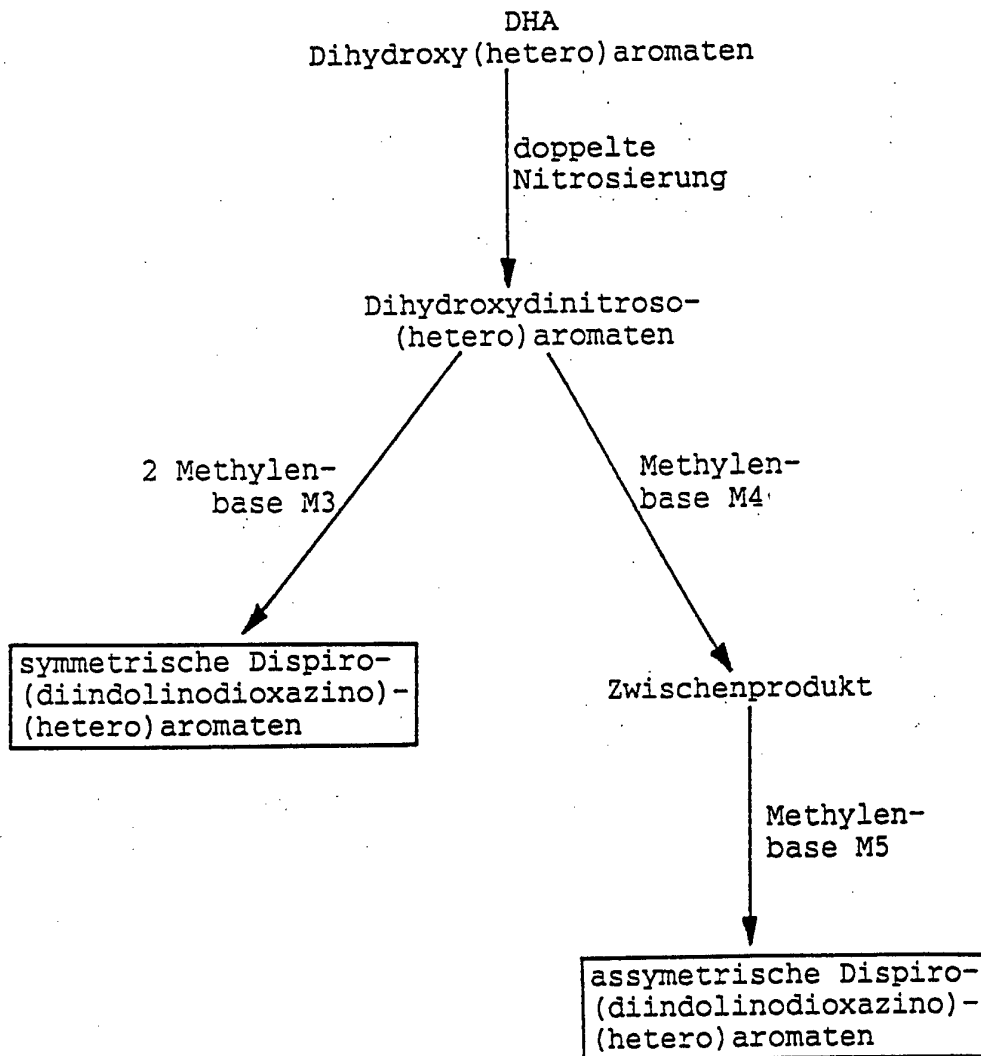 DHA
Dihydroxy(hetero)aromaten
doppelte
Nitrosierung
Dihydroxydinitroso-
(hetero)aromaten
2 Methylen-
base M3
Methylen-
base M4
symmetrische Dispiro-
(diindolinodioxazino)-
(hetero)aromaten
Zwischenprodukt
Methylen-
base M5
assymetrische Dispiro-
(diindolinodioxazino)-
(hetero)aromaten